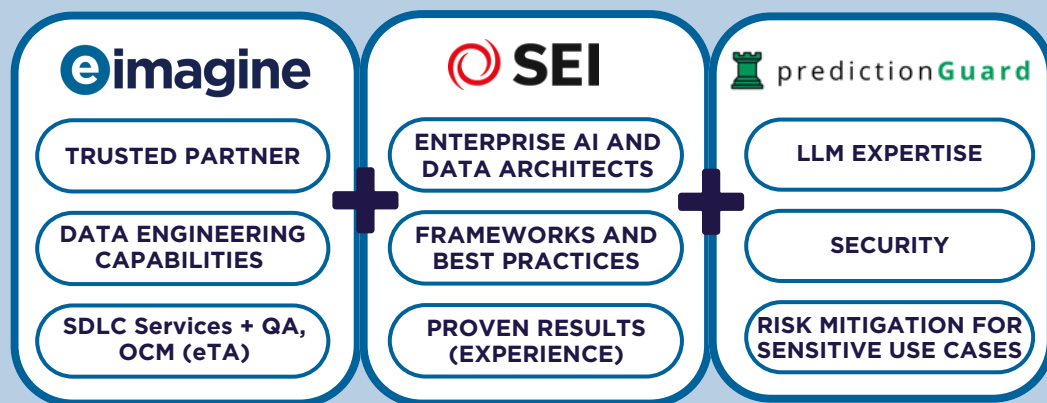 eimagine
TRUSTED PARTNER
DATA ENGINEERING
CAPABILITIES
SDLC Services + QA,
OCM (eTA)
+
SEI
ENTERPRISE AI AND
DATA ARCHITECTS
FRAMEWORKS AND
BEST PRACTICES
PROVEN RESULTS
(EXPERIENCE)
+
predictionGuard
LLM EXPERTISE
SECURITY
RISK MITIGATION FOR
SENSITIVE USE CASES